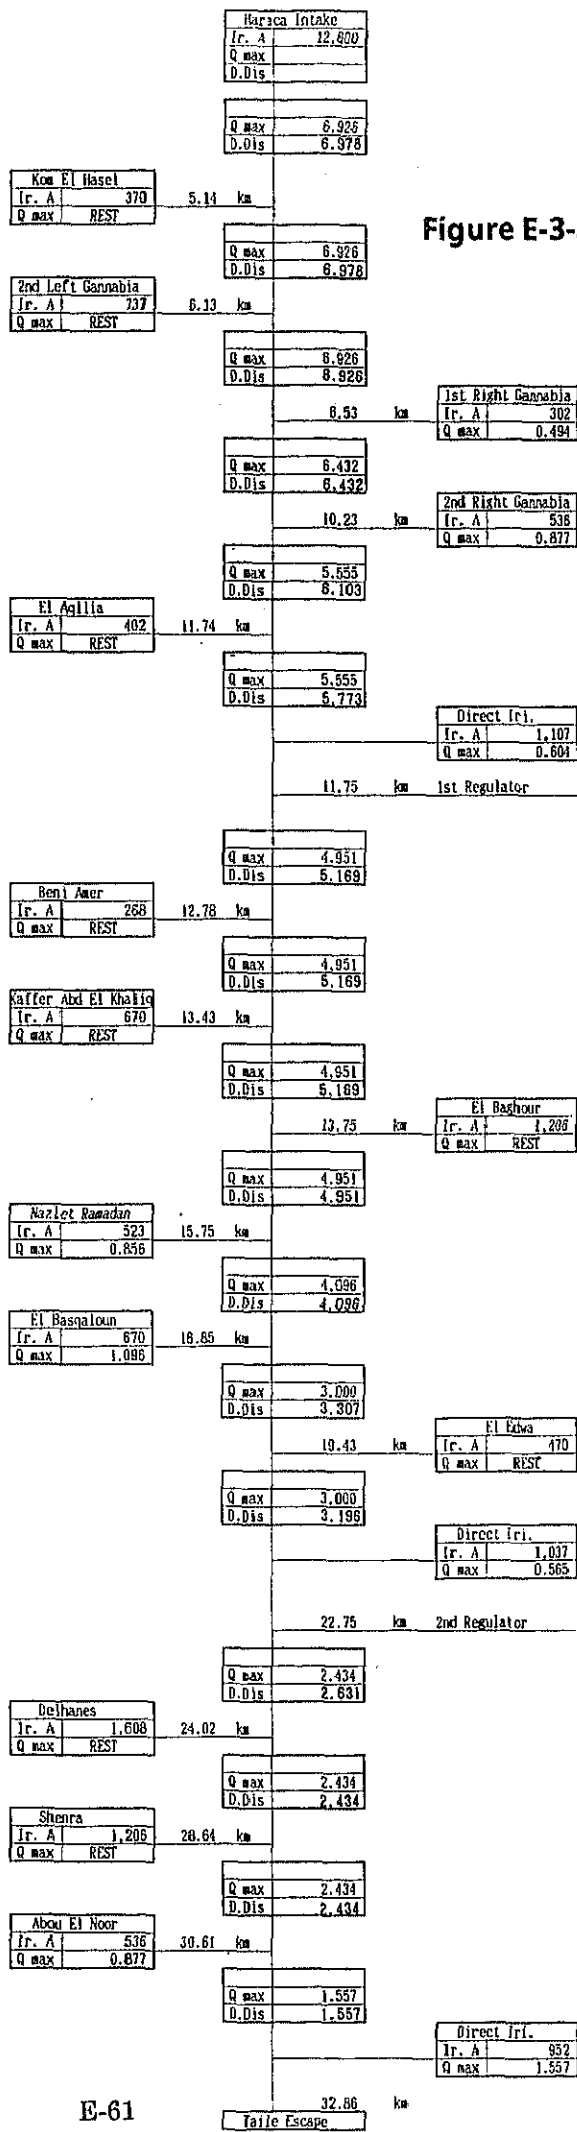 Harica Intake
Ir. A 12,600
Q max
D.Dis
Q max 6.926
D.Dis 6.978
Kom El Hasel
Ir. A 370 5.14 km
Q max REST
Figure E-3-
Q max 6.926
D.Dis 6.978
2nd Left Gannabia
Ir. A 737 6.13 km
Q max REST
Q max 6.926
D.Dis 6.926
1st Right Gannabia
6.53 km Ir. A 302
Q max 0.494
Q max 6.432
D.Dis 6.432
2nd Right Gannabia
10.23 km Ir. A 536
Q max 0.877
Q max 5.555
D.Dis 6.103
El Aqllia
Ir. A 402 11.74 km
Q max REST
Q max 5.555
D.Dis 5.773
Direct Iri.
Ir. A 1,107
Q max 0.604
11.75 km 1st Regulator
Q max 4.951
D.Dis 5.169
Beni Amer
Ir. A 268 12.78 km
Q max REST
Q max 4.951
D.Dis 5.169
Kaffer Abd El Khaliq
Ir. A 670 13.43 km
Q max REST
Q max 4.951
D.Dis 5.169
El Baghour
13.75 km Ir. A 1,206
Q max REST
Q max 4.951
D.Dis 4.951
Nazlet Ramadan
Ir. A 523 15.75 km
Q max 0.856
Q max 4.096
D.Dis 4.096
El Basqaloun
Ir. A 670 16.85 km
Q max 1.096
Q max 3.000
D.Dis 3.307
El Edwa
19.43 km Ir. A 470
Q max REST
Q max 3.000
D.Dis 3.196
Direct Iri.
Ir. A 1,037
Q max 0.565
22.75 km 2nd Regulator
Q max 2.434
D.Dis 2.631
Delhanes
Ir. A 1,608 24.02 km
Q max REST
Q max 2.434
D.Dis 2.434
Shenra
Ir. A 1,206 28.64 km
Q max REST
Q max 2.434
D.Dis 2.434
Abou El Noor
Ir. A 536 30.61 km
Q max 0.877
Q max 1.557
D.Dis 1.557
Direct Iri.
Ir. A 952
Q max 1.557
32.86 km
E-61
Taile Escape